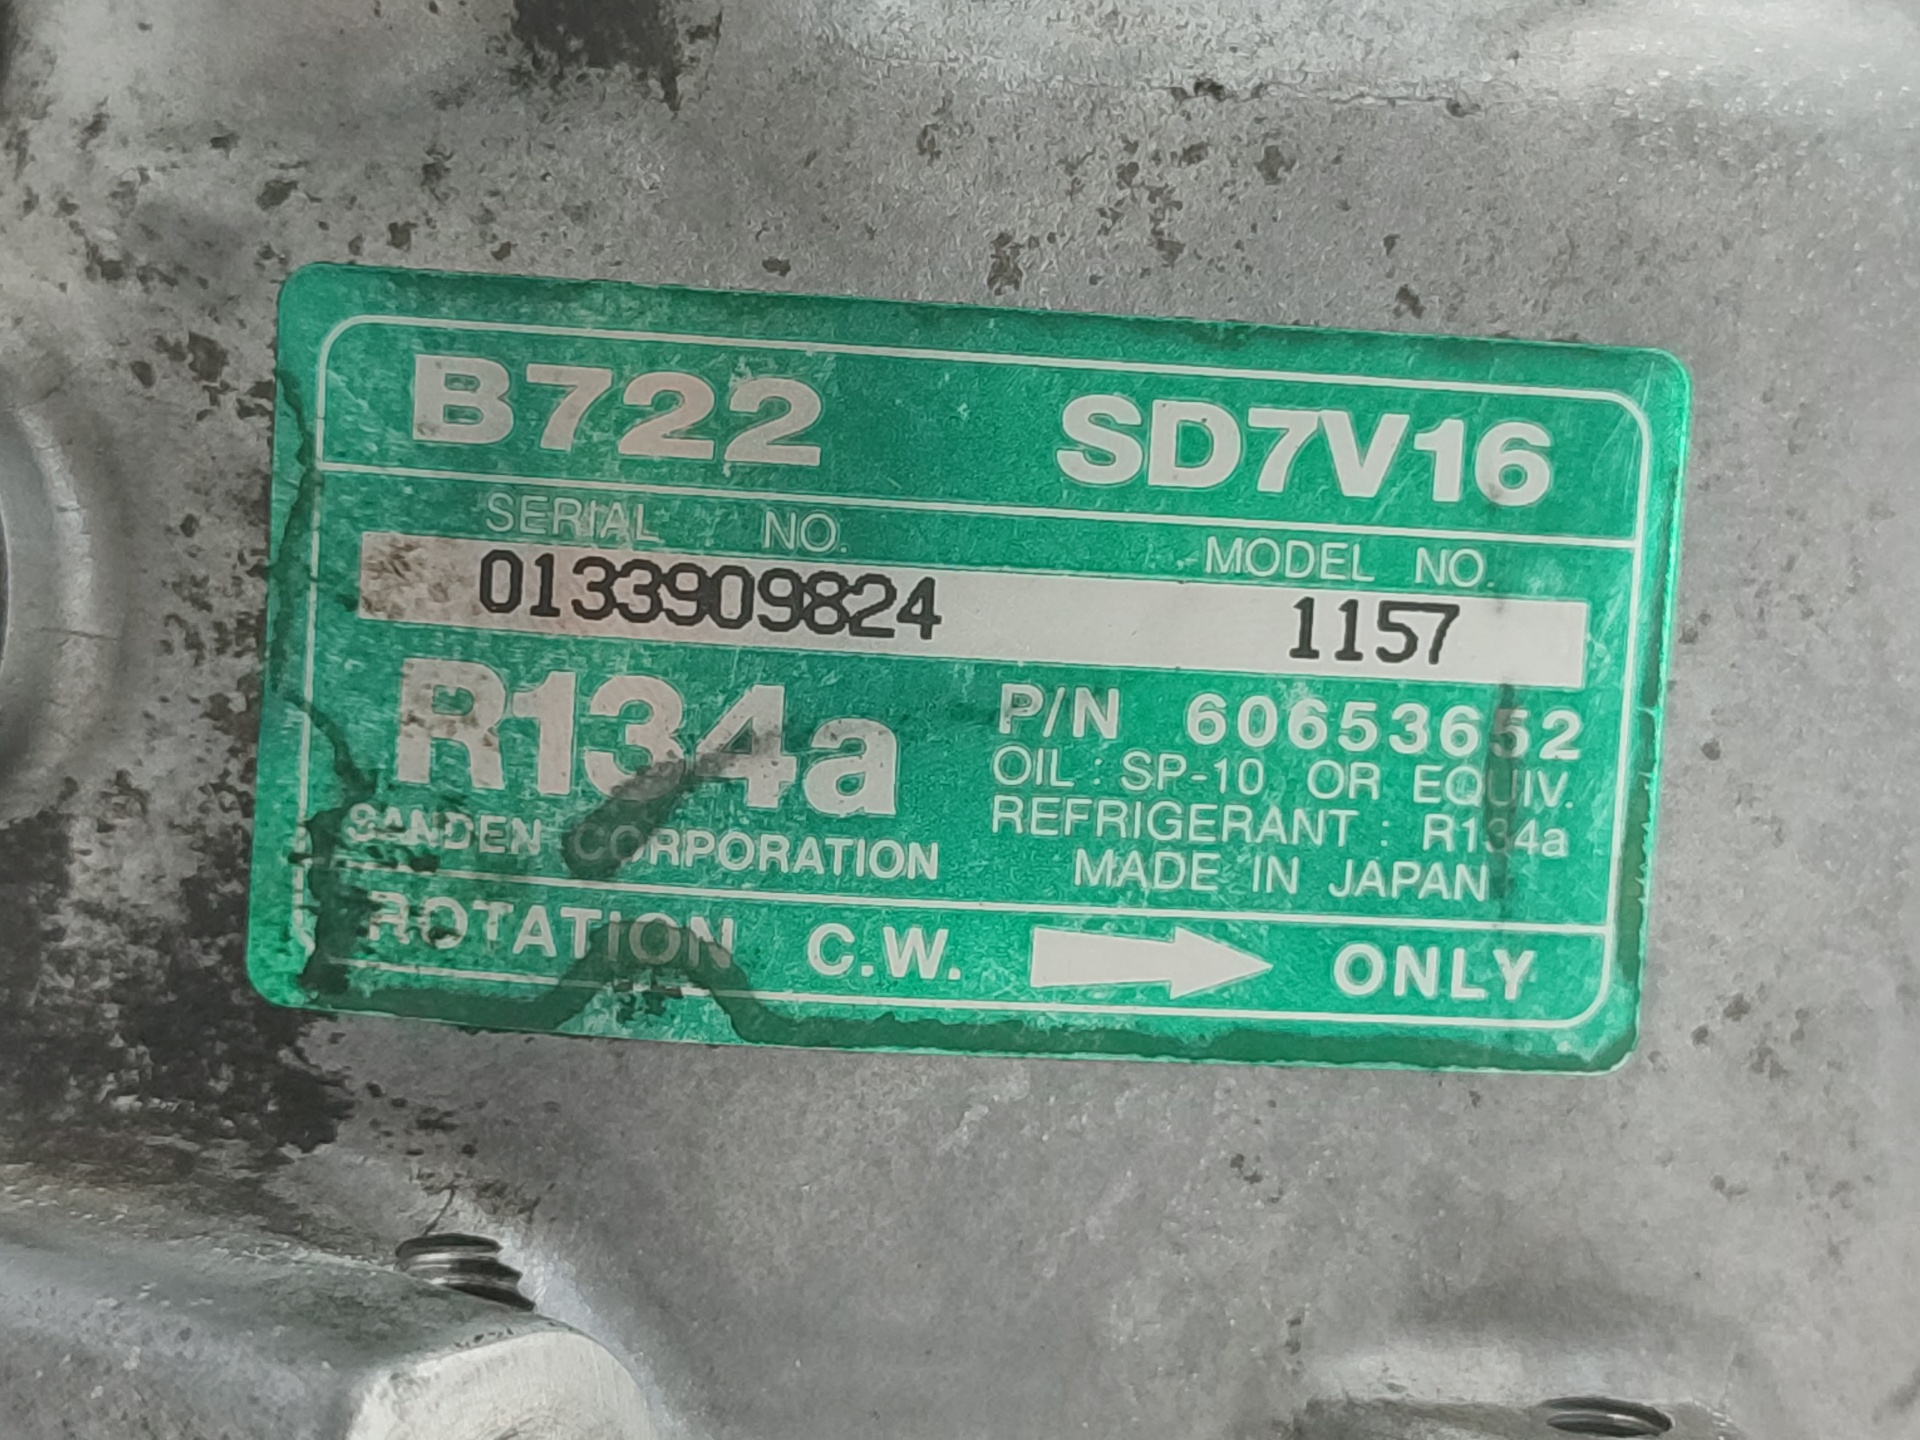 B722 SD7V16
SERIAL NO. MODEL NO.
0133909824 1157
R134a P/N 60653652
OIL : SP-10 OR EQUIV.
REFRIGERANT : R134a
SANDEN CORPORATION MADE IN JAPAN
ROTATION C.W. ONLY